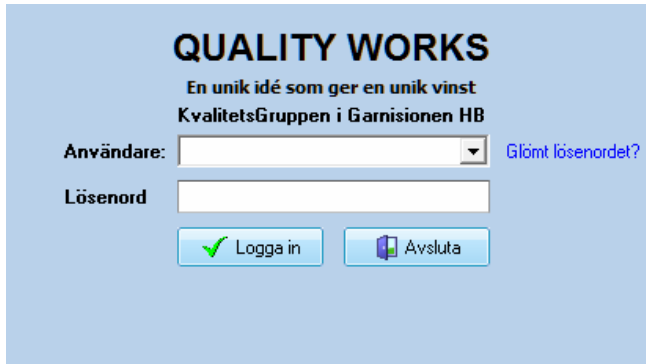 QUALITY WORKS
En unik idé som ger en unik vinst
KvalitetsGruppen i Garnisionen HB
Användare: Glömt lösenordet?
Lösenord
Logga in Avsluta